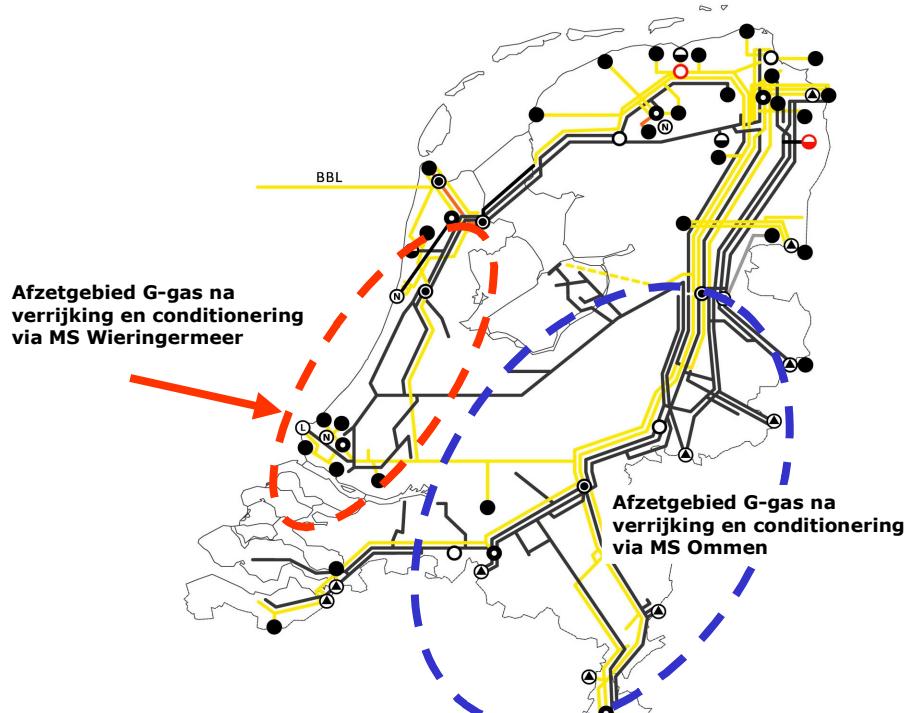 BBL
N
N
Afzetgebied G-gas na
verrijking en conditionering
via MS Wieringermeer
L
N
Afzetgebied G-gas na
verrijking en conditionering
via MS Ommen